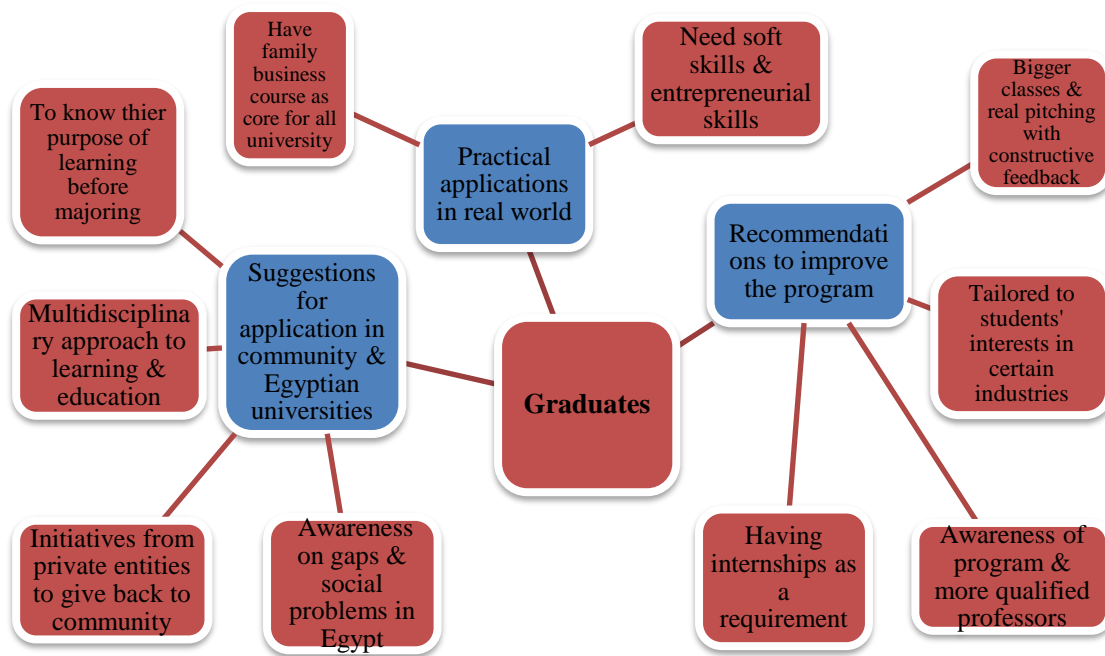 Have
family
business
course as
core for all
university
Need soft
skills &
entrepreneurial
skills
Bigger
classes &
real pitching
with
constructive
feedback
To know thier
purpose of
learning
before
majoring
Practical
applications
in real world
Recommendati
ons to improve
the program
Suggestions
for
application in
community &
Egyptian
universities
Multidisciplina
ry approach to
learning &
education
Tailored to
students'
interests in
certain
industries
Graduates
Initiatives from
private entities
to give back to
community
Awareness
on gaps &
social
problems in
Egypt
Having
internships as
a
requirement
Awareness of
program &
more qualified
professors